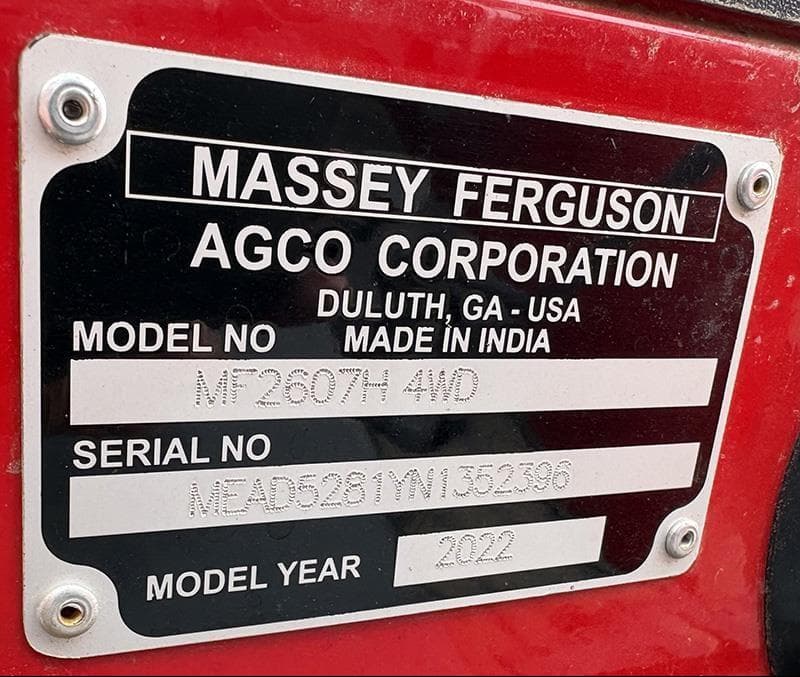 MASSEY FERGUSON
AGCO CORPORATION
DULUTH, GA - USA
MODEL NO MADE IN INDIA
MF2607H 4WD
SERIAL NO
MEAD5281YN1352396
MODEL YEAR 2022